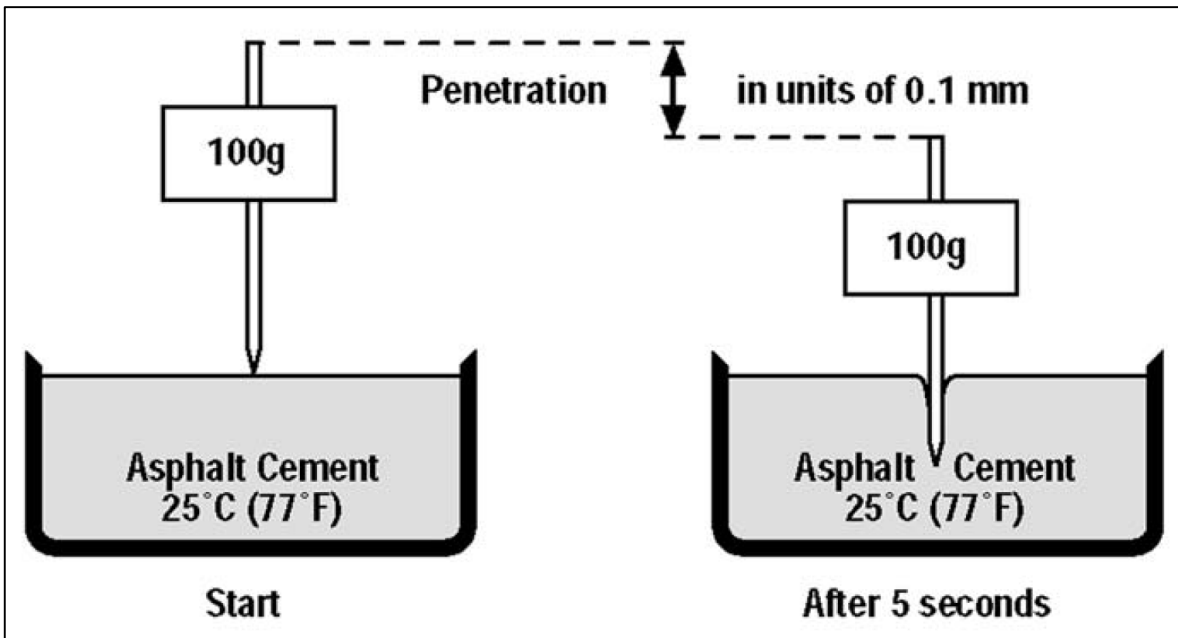 Penetration in units of 0.1 mm
100g
100g
Asphalt Cement
25°C (77°F)
Asphalt Cement
25°C (77°F)
Start
After 5 seconds